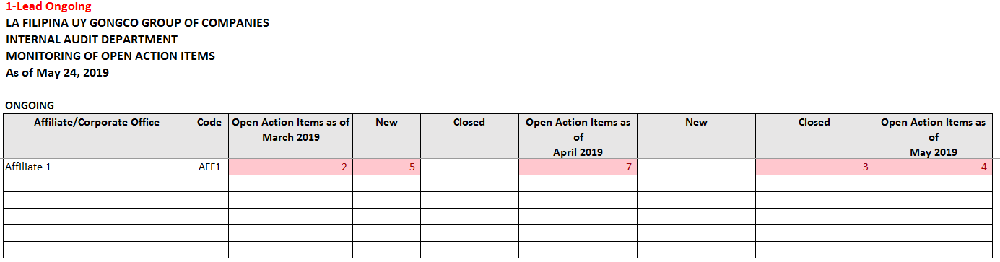 1-Lead Ongoing
LA FILIPINA UY GONGCO GROUP OF COMPANIES
INTERNAL AUDIT DEPARTMENT
MONITORING OF OPEN ACTION ITEMS
As of May 24, 2019
ONGOING
Affiliate/Corporate Office Code Open Action Items as of March 2019 New Closed Open Action Items as of April 2019 New Closed Open Action Items as of May 2019
Affiliate 1 AFF1 2 5 7 3 4